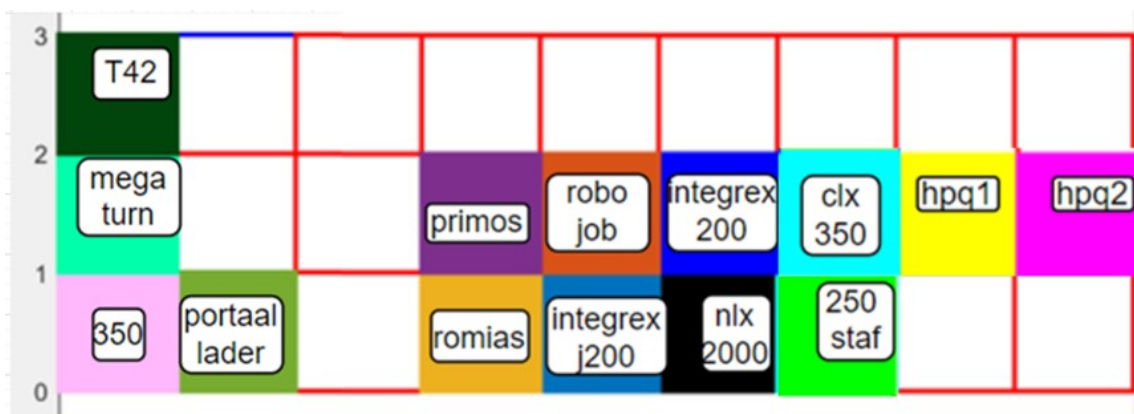 3
T42
2
mega
turn
primos
robo
job
integrex
200
clx
350
hpq1
hpq2
1
350
portaal
lader
romias
integrex
j200
nlx
2000
250
staf
0